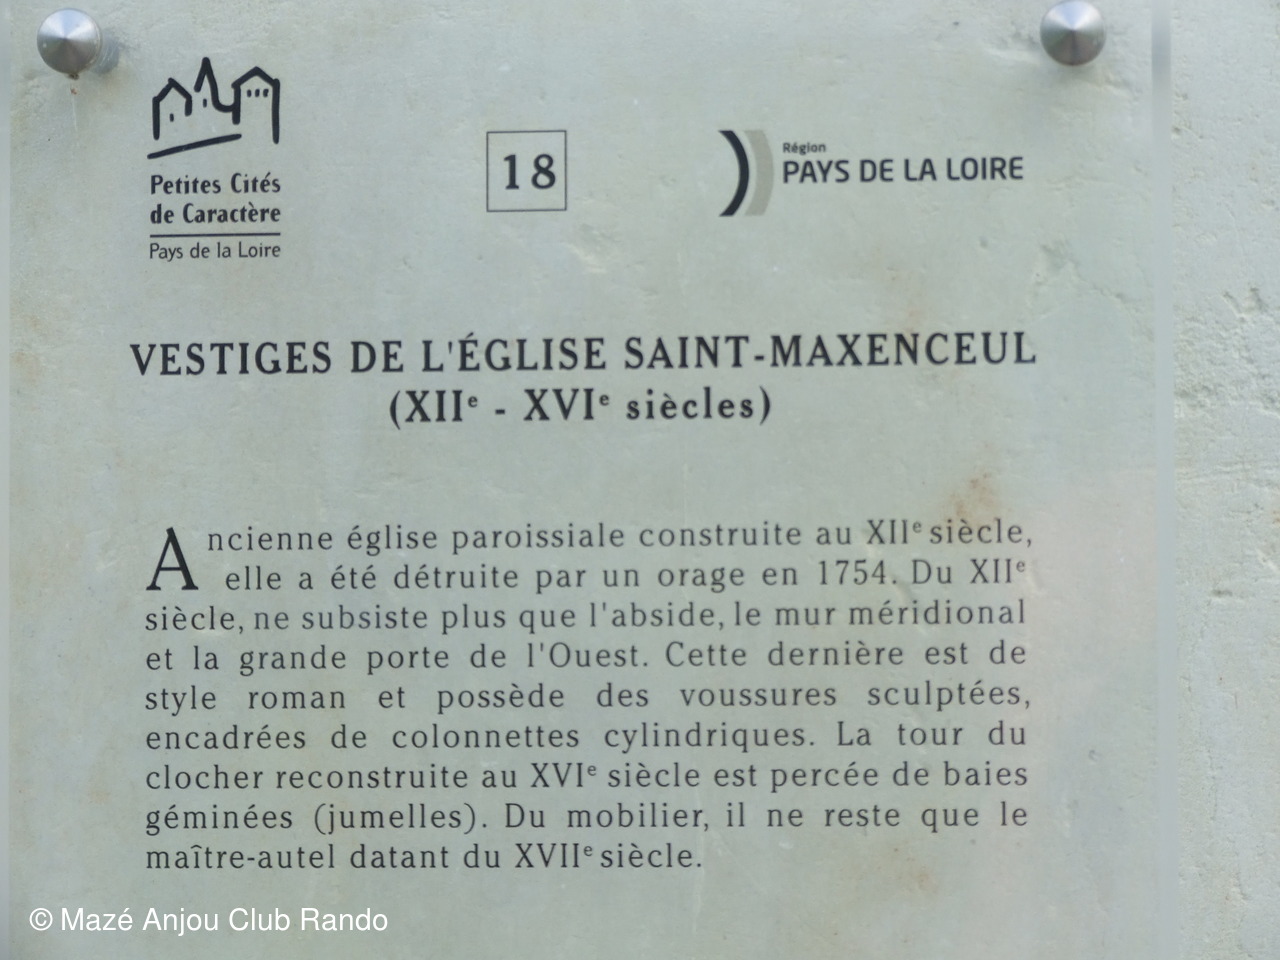 Petites Cités
de Caractère
Pays de la Loire
18
Région
PAYS DE LA LOIRE
VESTIGES DE L'ÉGLISE SAINT-MAXENCEUL
(XIIe - XVIe siècles)
Ancienne église paroissiale construite au XIIe siècle,
elle a été détruite par un orage en 1754. Du XIIe
siècle, ne subsiste plus que l'abside, le mur méridional
et la grande porte de l'Ouest. Cette dernière est de
style roman et possède des voussures sculptées,
encadrées de colonnettes cylindriques. La tour du
clocher reconstruite au XVIe siècle est percée de baies
géminées (jumelles). Du mobilier, il ne reste que le
maître-autel datant du XVIIe siècle.
© Mazé Anjou Club Rando